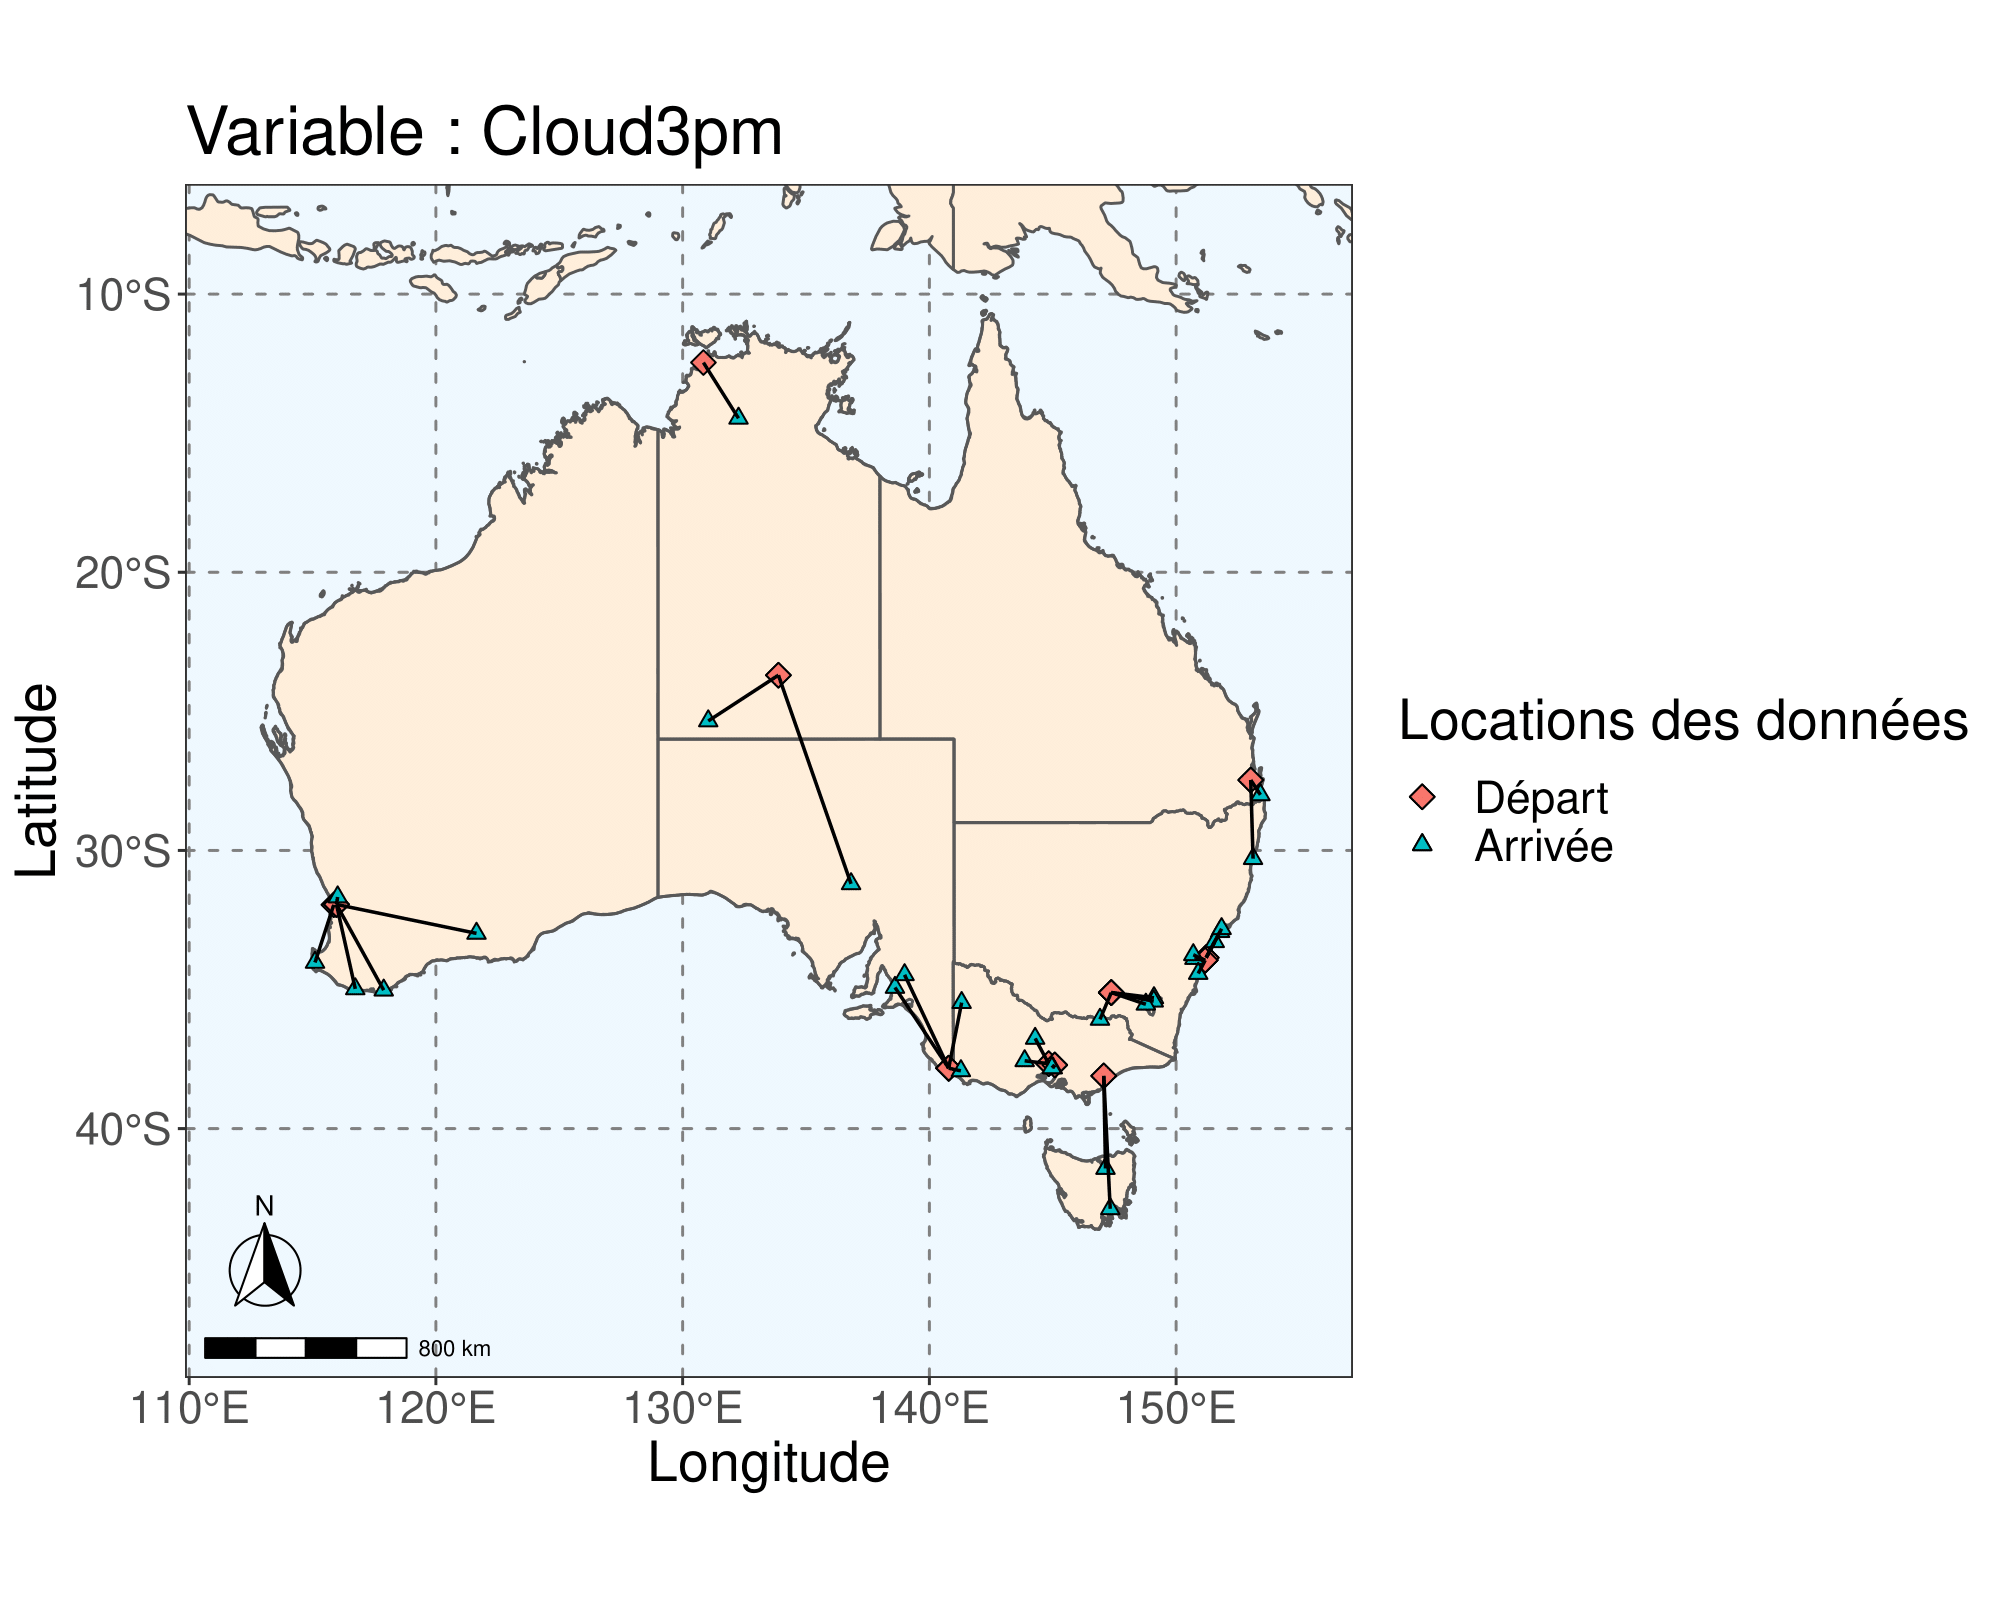 Variable : Cloud3pm
10°S
20°S
30°S
40°S
Latitude
N
800 km
110°E
120°E
130°E
140°E
150°E
Longitude
Locations des données
Départ
Arrivée